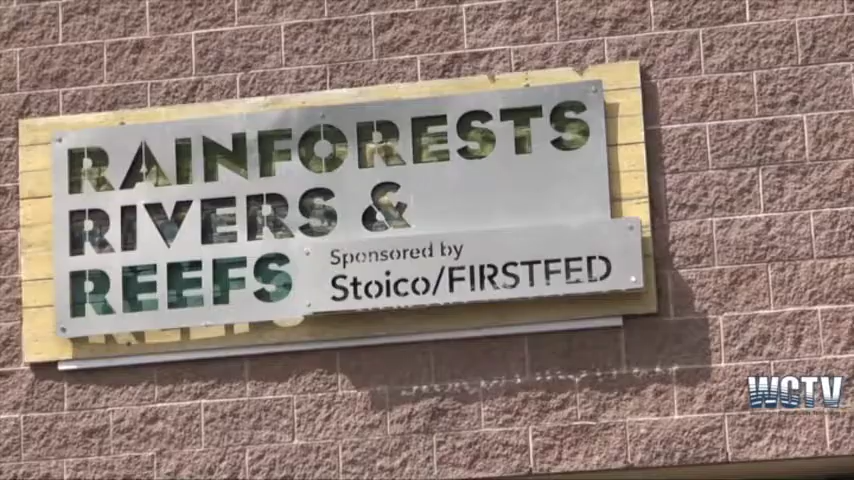 RAINFORESTS
RIVERS &
REEFS
Sponsored by
Stoico/FIRSTFED
WCTV